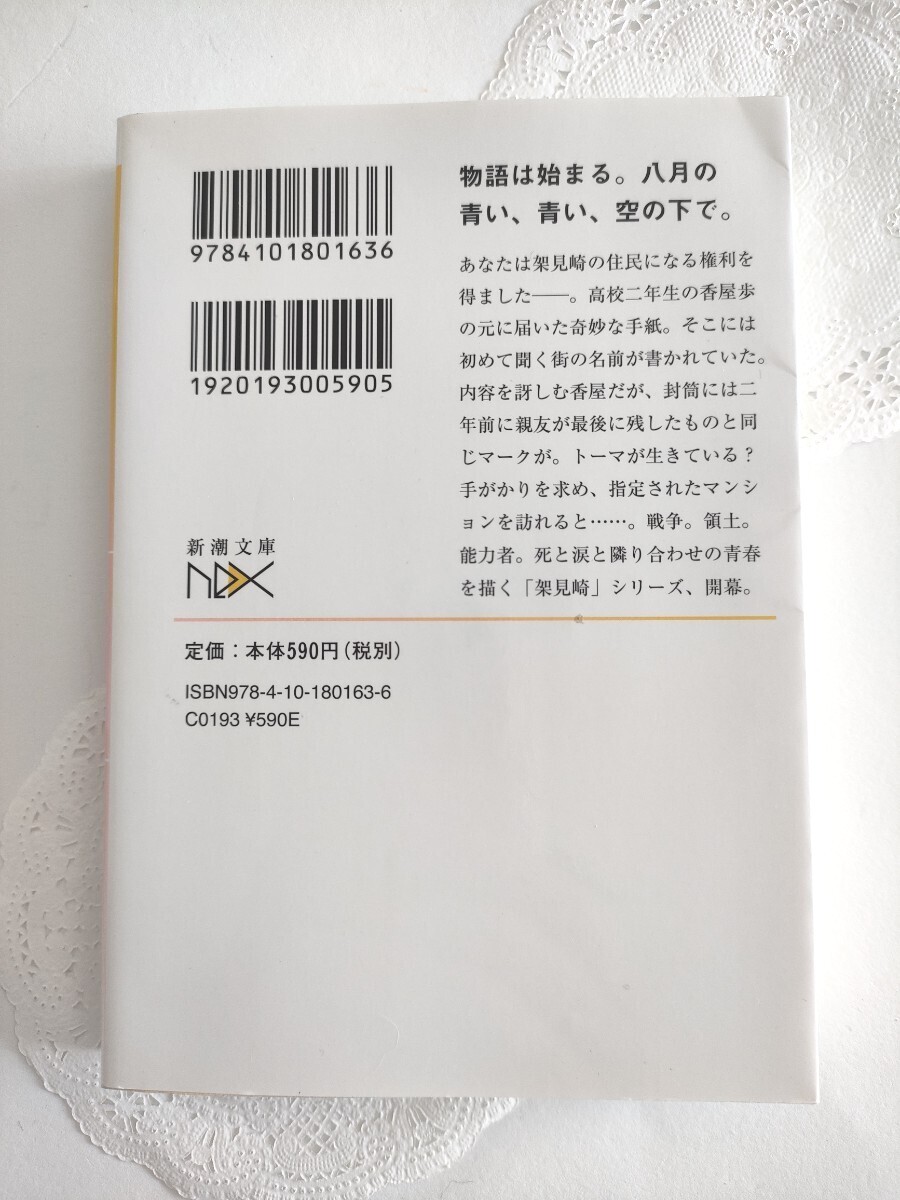 9784101801636
1920193005905
物語は始まる。八月の
青い、青い、空の下で。
あなたは架見崎の住民になる権利を
得ました――。高校二年生の香屋歩
の元に届いた奇妙な手紙。そこには
初めて聞く街の名前が書かれていた。
内容を訝しむ香屋だが、封筒には二
年前に親友が最後に残したものと同
じマークが。トーマが生きている?
手がかりを求め、指定されたマンシ
ョンを訪れると……。戦争。領土。
能力者。死と涙と隣り合わせの青春
を描く「架見崎」シリーズ、開幕。
新潮文庫
nex
定価:本体590円(税別)
ISBN978-4-10-180163-6
C0193 ¥590E